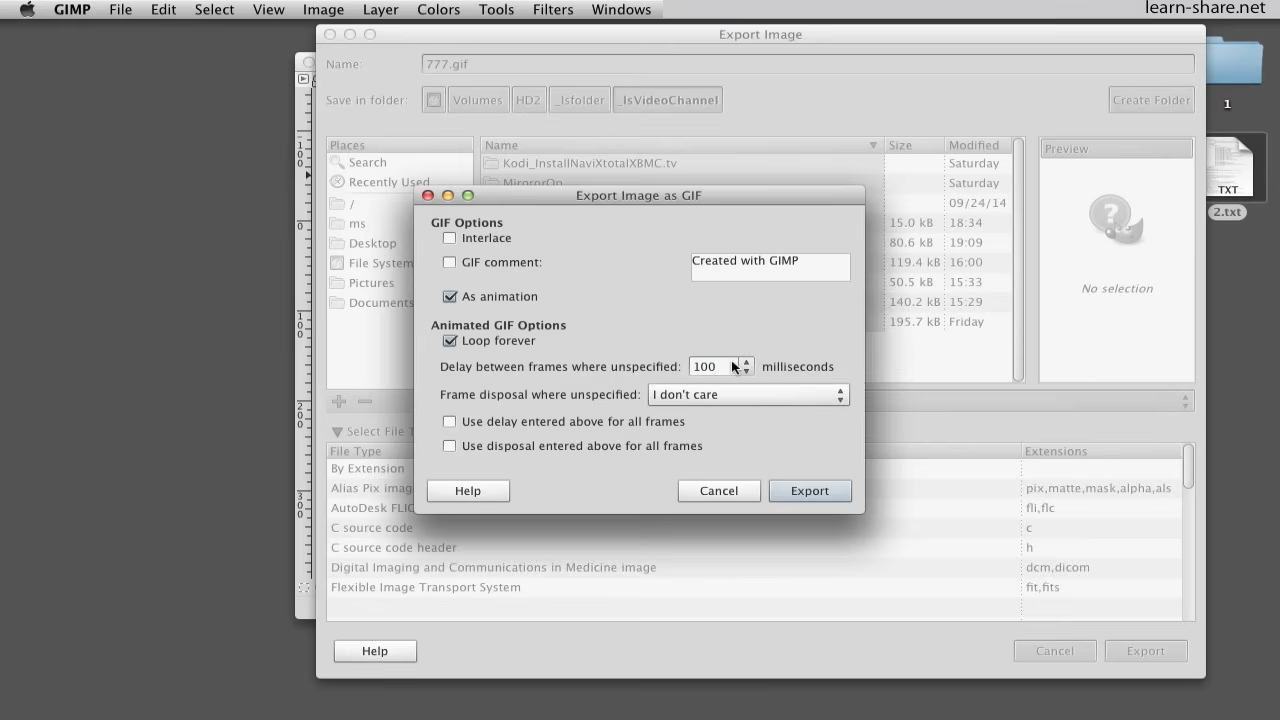 GIMP File Edit Select View Image Layer Colors Tools Filters Windows
learn-share.net
Export Image
Name: 777.gif
Save in folder: Volumes HD2 _lsfolder _lsVideoChannel Create Folder
Places Name Size Modified Preview
Search Kodi_InstallNaviXtotalXBMC.tv Saturday
Recently Used MirororOp Saturday
/ 09/24/14
ms 15.0 kB 18:34
Desktop 80.6 kB 19:09
File System 119.4 kB 16:00
Pictures 50.5 kB 15:33
Documents 140.2 kB 15:29
195.7 kB Friday
No selection
Export Image as GIF
GIF Options
Interlace
GIF comment: Created with GIMP
As animation
Animated GIF Options
Loop forever
Delay between frames where unspecified: 100 milliseconds
Frame disposal where unspecified: I don't care
Use delay entered above for all frames
Use disposal entered above for all frames
Help Cancel Export
Select File
File Type Extensions
By Extension
Alias Pix pix,matte,mask,alpha,als
AutoDesk FLIC fli,flc
C source code c
C source code header h
Digital Imaging and Communications in Medicine image dcm,dicom
Flexible Image Transport System fit,fits
Help Cancel Export
1
TXT
2.txt
100
0
100
200
300